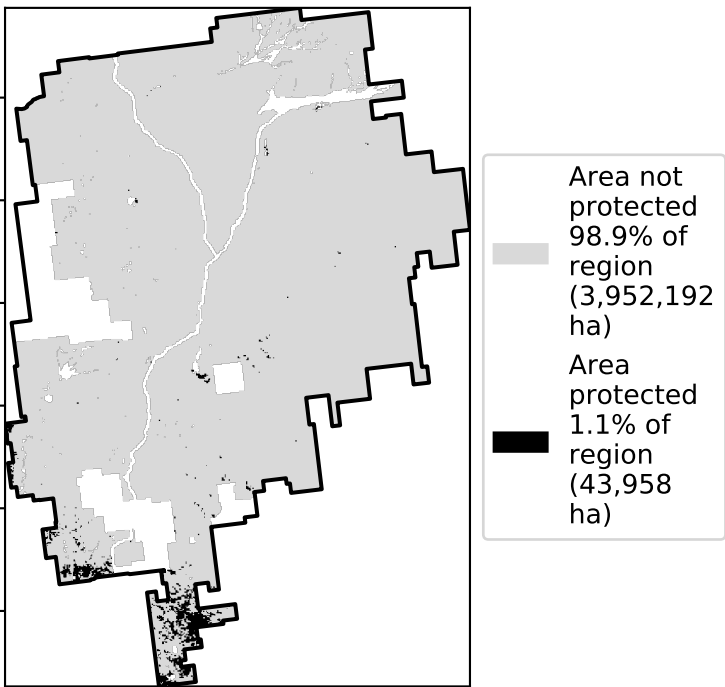 Area not
protected
98.9% of
region
(3,952,192
ha)
Area
protected
1.1% of
region
(43,958
ha)